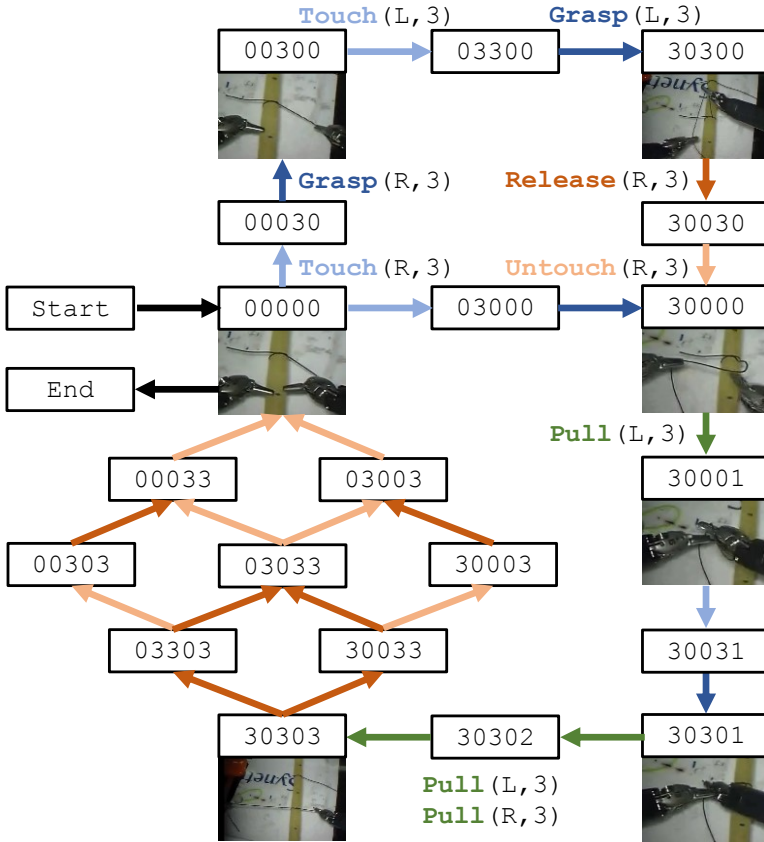 Touch(L,3) Grasp(L,3)
00300 03300 30300
Synet
Grasp(R,3) Release(R,3)
00030 30030
Touch(R,3) Untouch(R,3)
Start 00000 03000 30000
End
Pull(L,3)
00033 03003 30001
00303 03033 30003
03303 30033 30031
30303 30302 30301
Synet
Pull(L,3)
Pull(R,3)